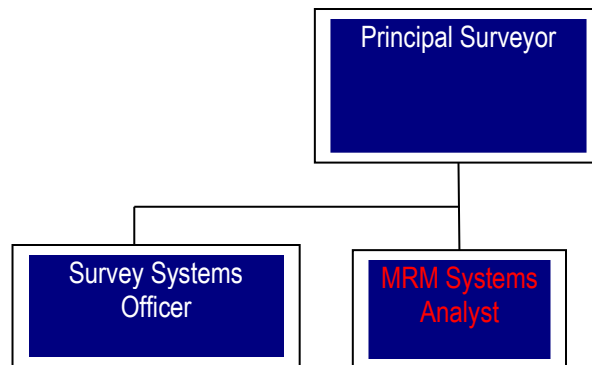 Principal Surveyor
Survey Systems
Officer
MRM Systems
Analyst